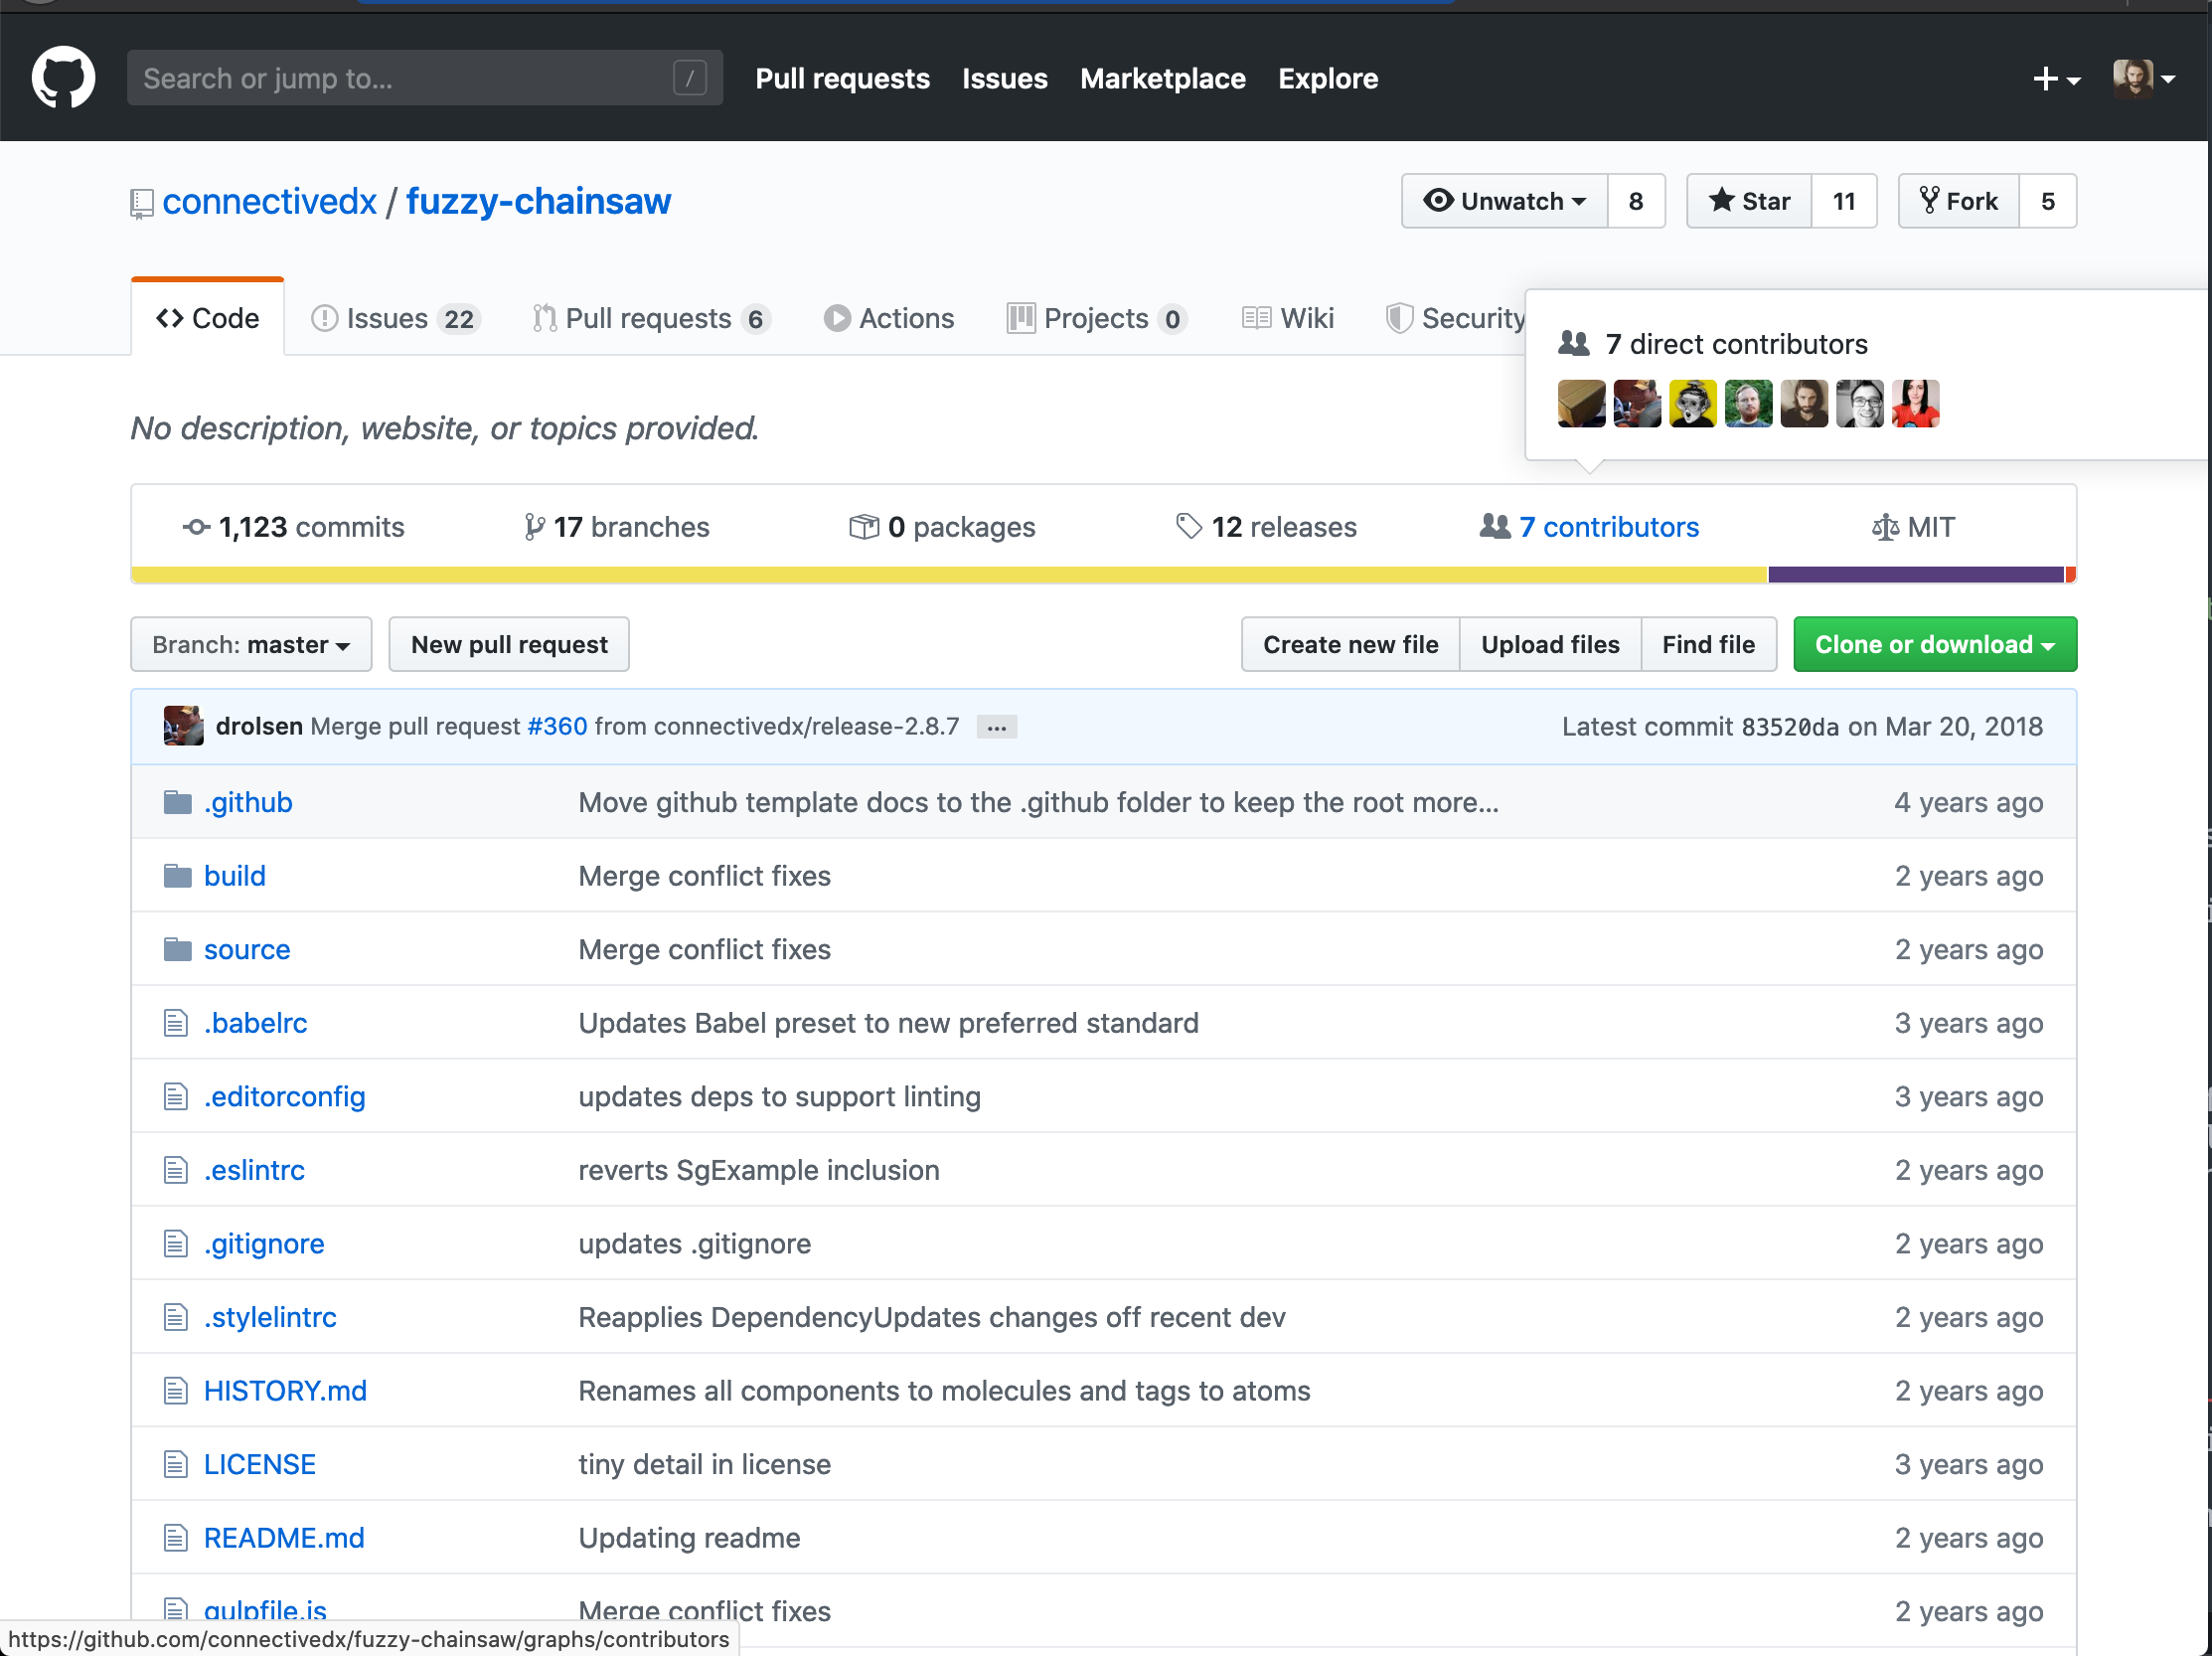 Search or jump to... /
Pull requests Issues Marketplace Explore
connectivedx / fuzzy-chainsaw
Unwatch 8 Star 11 Fork 5
Code Issues 22 Pull requests 6 Actions Projects 0 Wiki Security
7 direct contributors
No description, website, or topics provided.
1,123 commits 17 branches 0 packages 12 releases 7 contributors MIT
Branch: master New pull request Create new file Upload files Find file Clone or download
drolsen Merge pull request #360 from connectivedx/release-2.8.7 ... Latest commit 83520da on Mar 20, 2018
.github Move github template docs to the .github folder to keep the root more... 4 years ago
build Merge conflict fixes 2 years ago
source Merge conflict fixes 2 years ago
.babelrc Updates Babel preset to new preferred standard 3 years ago
.editorconfig updates deps to support linting 3 years ago
.eslintrc reverts SgExample inclusion 2 years ago
.gitignore updates .gitignore 2 years ago
.stylelintrc Reapplies DependencyUpdates changes off recent dev 2 years ago
HISTORY.md Renames all components to molecules and tags to atoms 2 years ago
LICENSE tiny detail in license 3 years ago
README.md Updating readme 2 years ago
gulpfile.js Merge conflict fixes 2 years ago
https://github.com/connectivedx/fuzzy-chainsaw/graphs/contributors